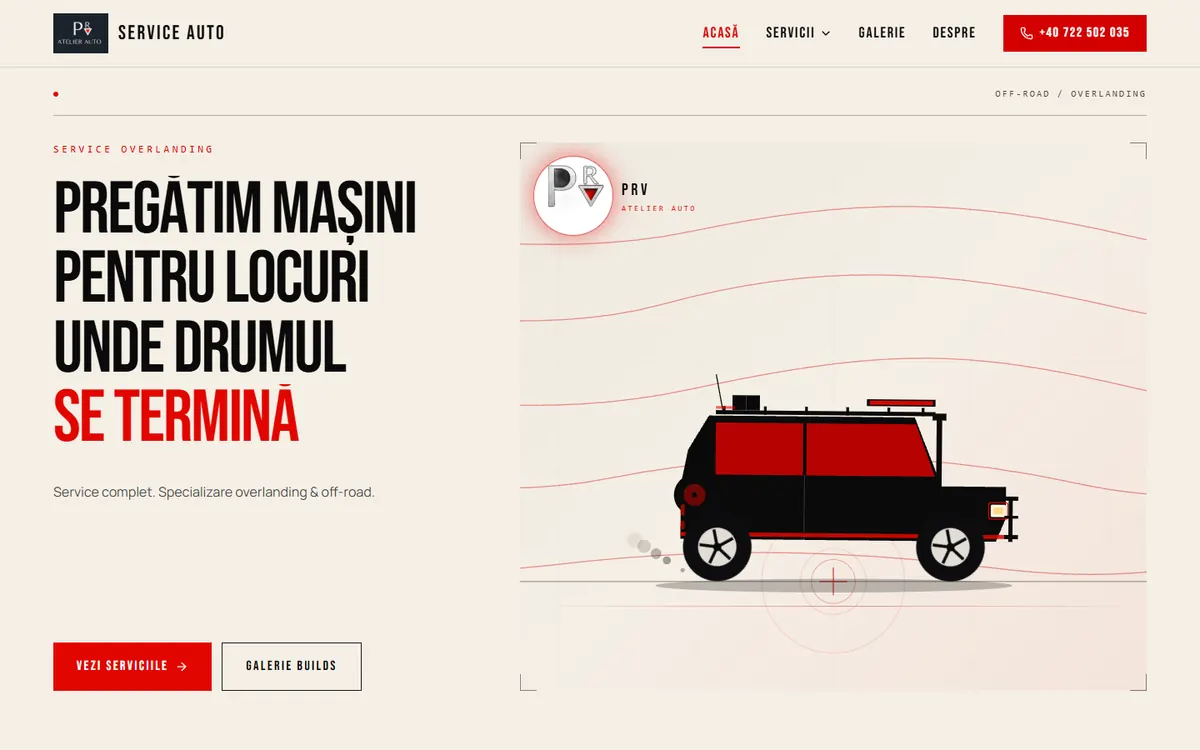 PR
ATELIER AUTO
SERVICE AUTO
ACASĂ
SERVICII
GALERIE
DESPRE
+40 722 502 035
OFF-ROAD / OVERLANDING
SERVICE OVERLANDING
PREGĂTIM MAȘINI
PENTRU LOCURI
UNDE DRUMUL
SE TERMINĂ
Service complet. Specializare overlanding & off-road.
VEZI SERVICIILE →
GALERIE BUILDS
PR
PRV
ATELIER AUTO